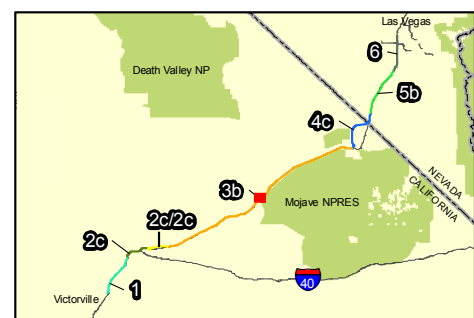 Las Vegas
6
Death Valley NP
5b
4c
NEVADA
CALIFORNIA
3b
Mojave NPRES
2c/2c
2c
40
1
Victorville